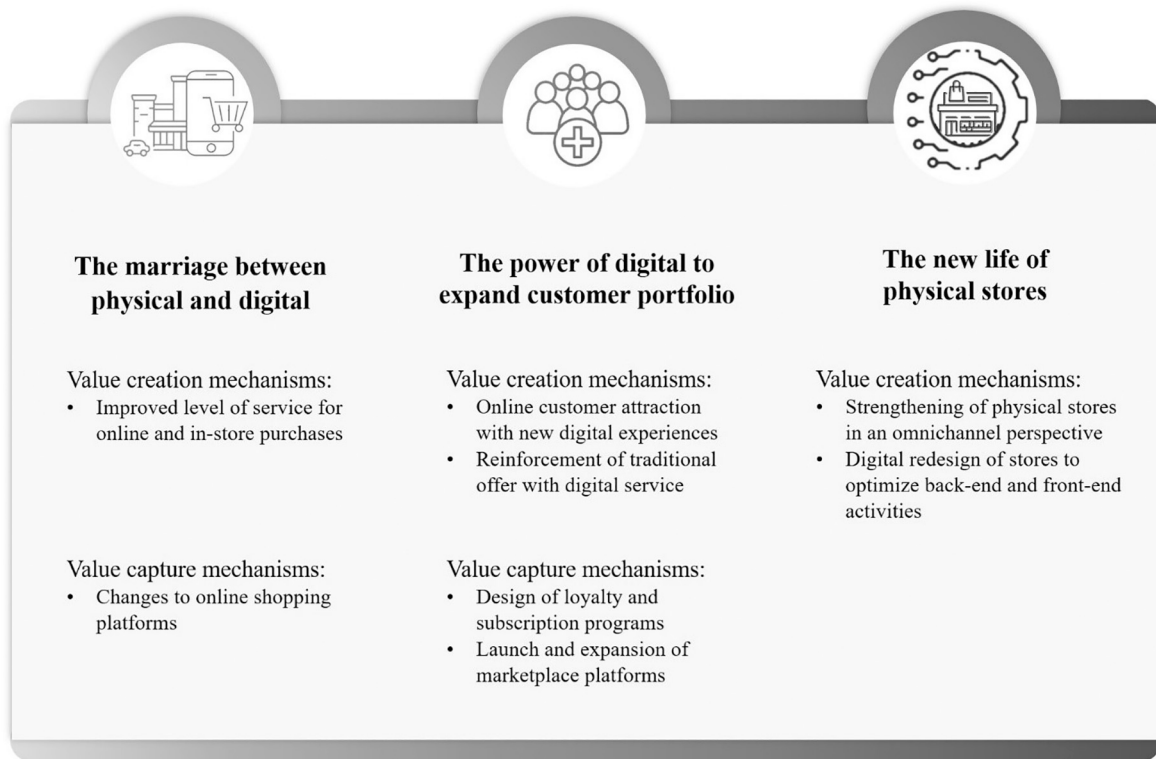 The marriage between
physical and digital
Value creation mechanisms:
• Improved level of service for
online and in-store purchases
Value capture mechanisms:
• Changes to online shopping
platforms
The power of digital to
expand customer portfolio
Value creation mechanisms:
• Online customer attraction
with new digital experiences
• Reinforcement of traditional
offer with digital service
Value capture mechanisms:
• Design of loyalty and
subscription programs
• Launch and expansion of
marketplace platforms
The new life of
physical stores
Value creation mechanisms:
• Strengthening of physical stores
in an omnichannel perspective
• Digital redesign of stores to
optimize back-end and front-end
activities